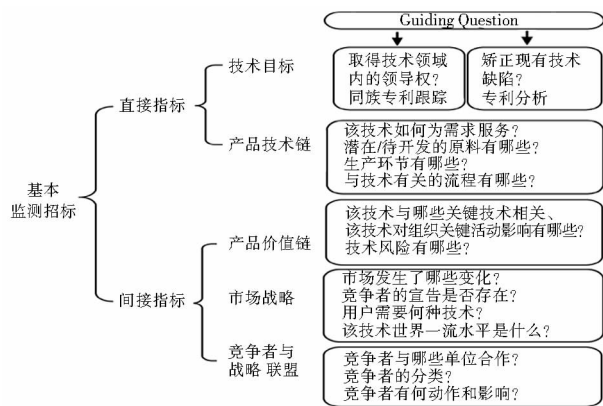 Guiding Question
技术目标
取得技术领域
内的领导权?
同族专利跟踪
矫正现有技术
缺陷?
专利分析
直接指标
产品技术链
该技术如何为需求服务?
潜在/待开发的原料有哪些?
生产环节有哪些?
与技术有关的流程有哪些?
基本
监测招标
产品价值链
该技术与哪些关键技术相关、
该技术对组织关键活动影响有哪些?
技术风险有哪些?
间接指标
市场战略
市场发生了哪些变化?
竞争者的宣告是否存在?
用户需要何种技术?
该技术世界一流水平是什么?
竞争者与
战略 联盟
竞争者与哪些单位合作?
竞争者的分类?
竞争者有何动作和影响?